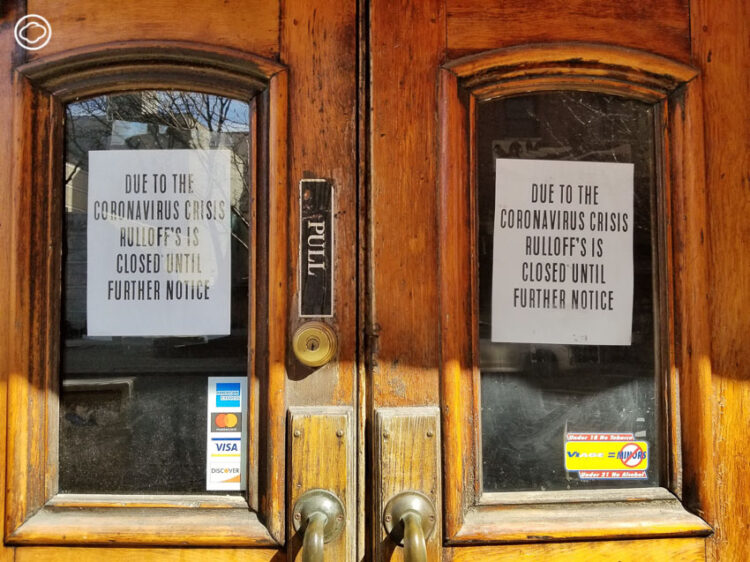 DUE TO THE
CORONAVIRUS CRISIS
RULLOFF'S IS
CLOSED UNTIL
FURTHER NOTICE
PULL
AMERICAN EXPRESS
mastercard
VISA
DISCOVER
DUE TO THE
CORONAVIRUS CRISIS
RULLOFF'S IS
CLOSED UNTIL
FURTHER NOTICE
Under 18 No Tobacco
= MINORS
Under 21 No Alcohol